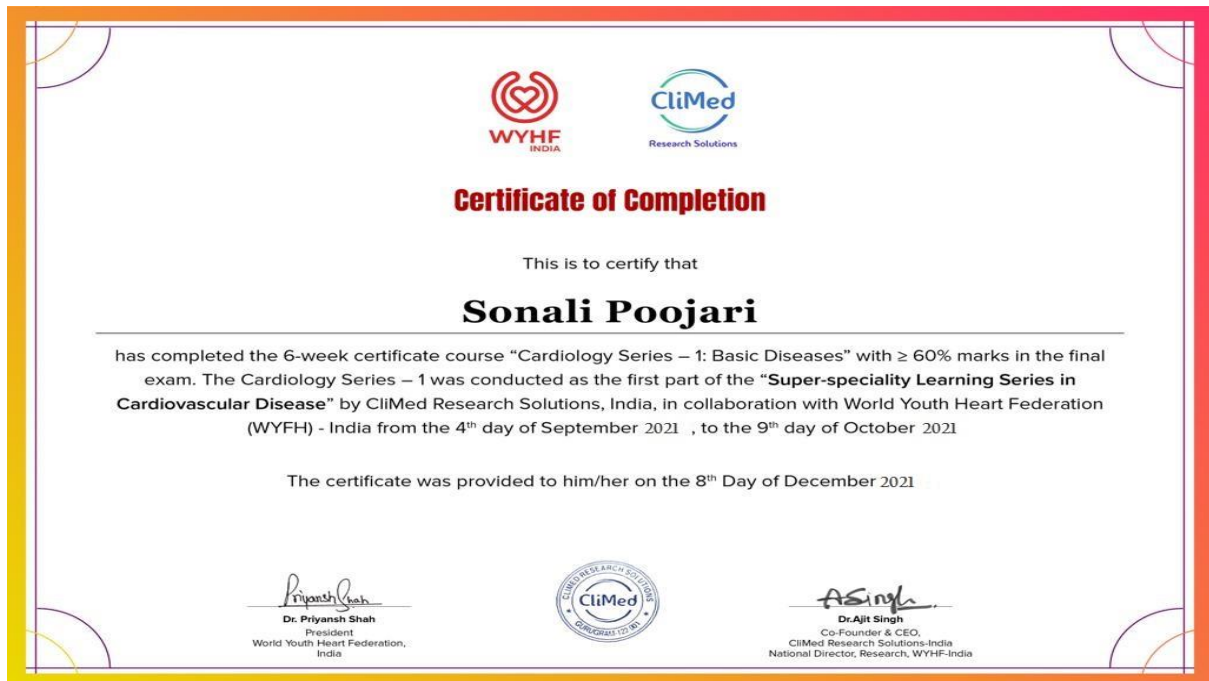 WYHF
INDIA
CliMed
Research Solutions
Certificate of Completion
This is to certify that
Sonali Poojari
has completed the 6-week certificate course “Cardiology Series – 1: Basic Diseases” with ≥ 60% marks in the final
exam. The Cardiology Series – 1 was conducted as the first part of the “Super-speciality Learning Series in
Cardiovascular Disease” by CliMed Research Solutions, India, in collaboration with World Youth Heart Federation
(WYFH) - India from the 4th day of September 2021 , to the 9th day of October 2021
The certificate was provided to him/her on the 8th Day of December 2021
Priyansh Shah
Dr. Priyansh Shah
President
World Youth Heart Federation,
India
CLIMED RESEARCH SOLUTIONS
CliMed
GURUGRAM-122 001
ASingh
Dr.Ajit Singh
Co-Founder & CEO,
CliMed Research Solutions-India
National Director, Research, WYHF-India